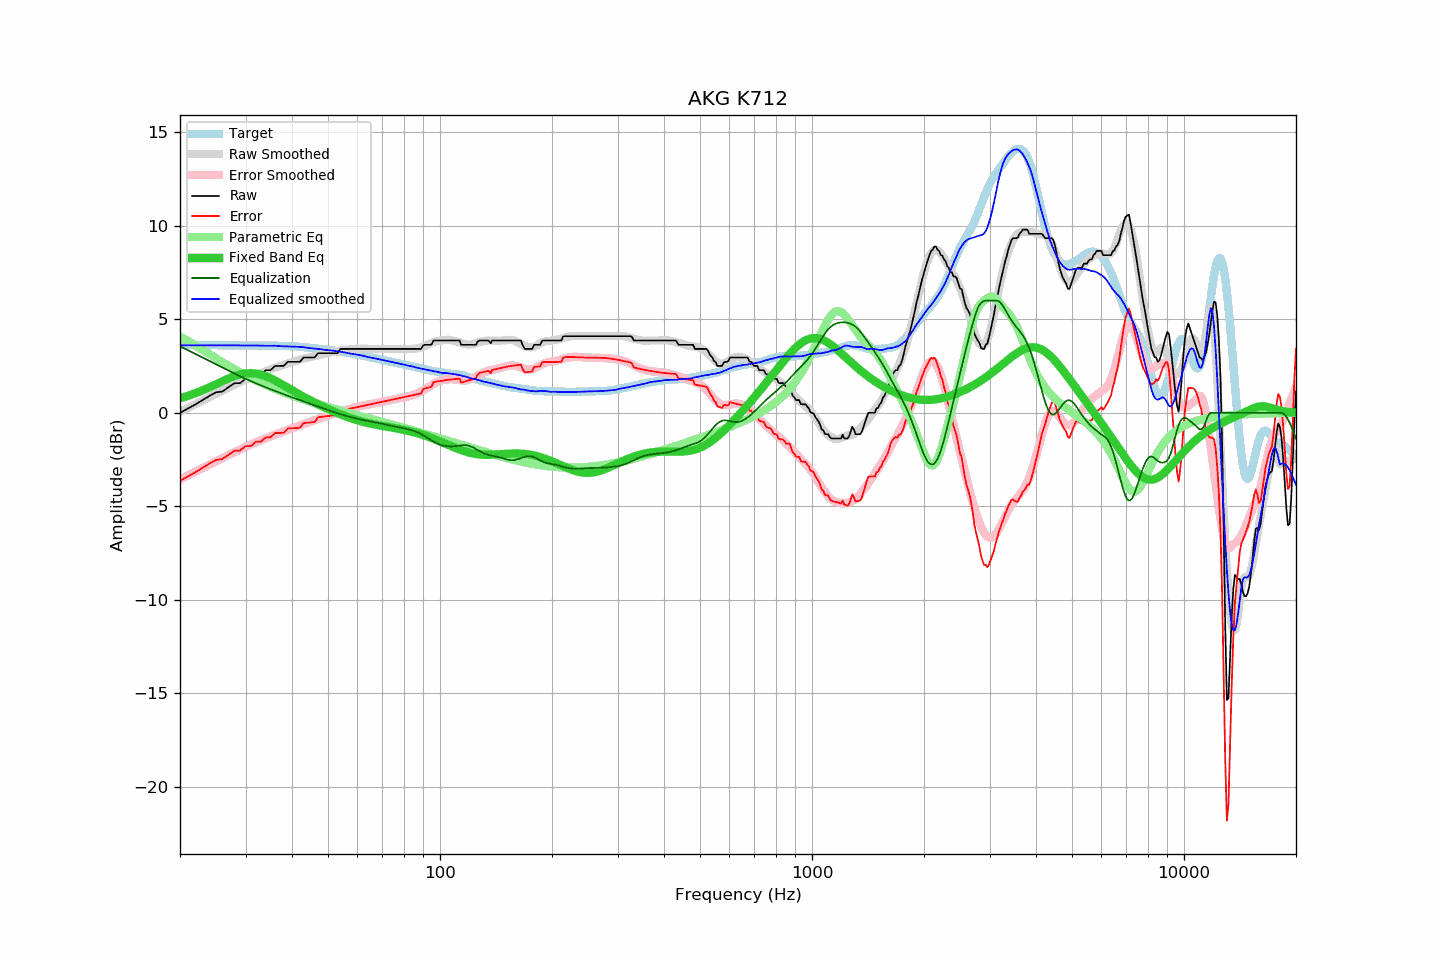 AKG K712
Target
Raw Smoothed
Error Smoothed
Raw
Error
Parametric Eq
Fixed Band Eq
Equalization
Equalized smoothed
15
10
5
0
−5
−10
−15
−20
Amplitude (dBr)
100
1000
10000
Frequency (Hz)